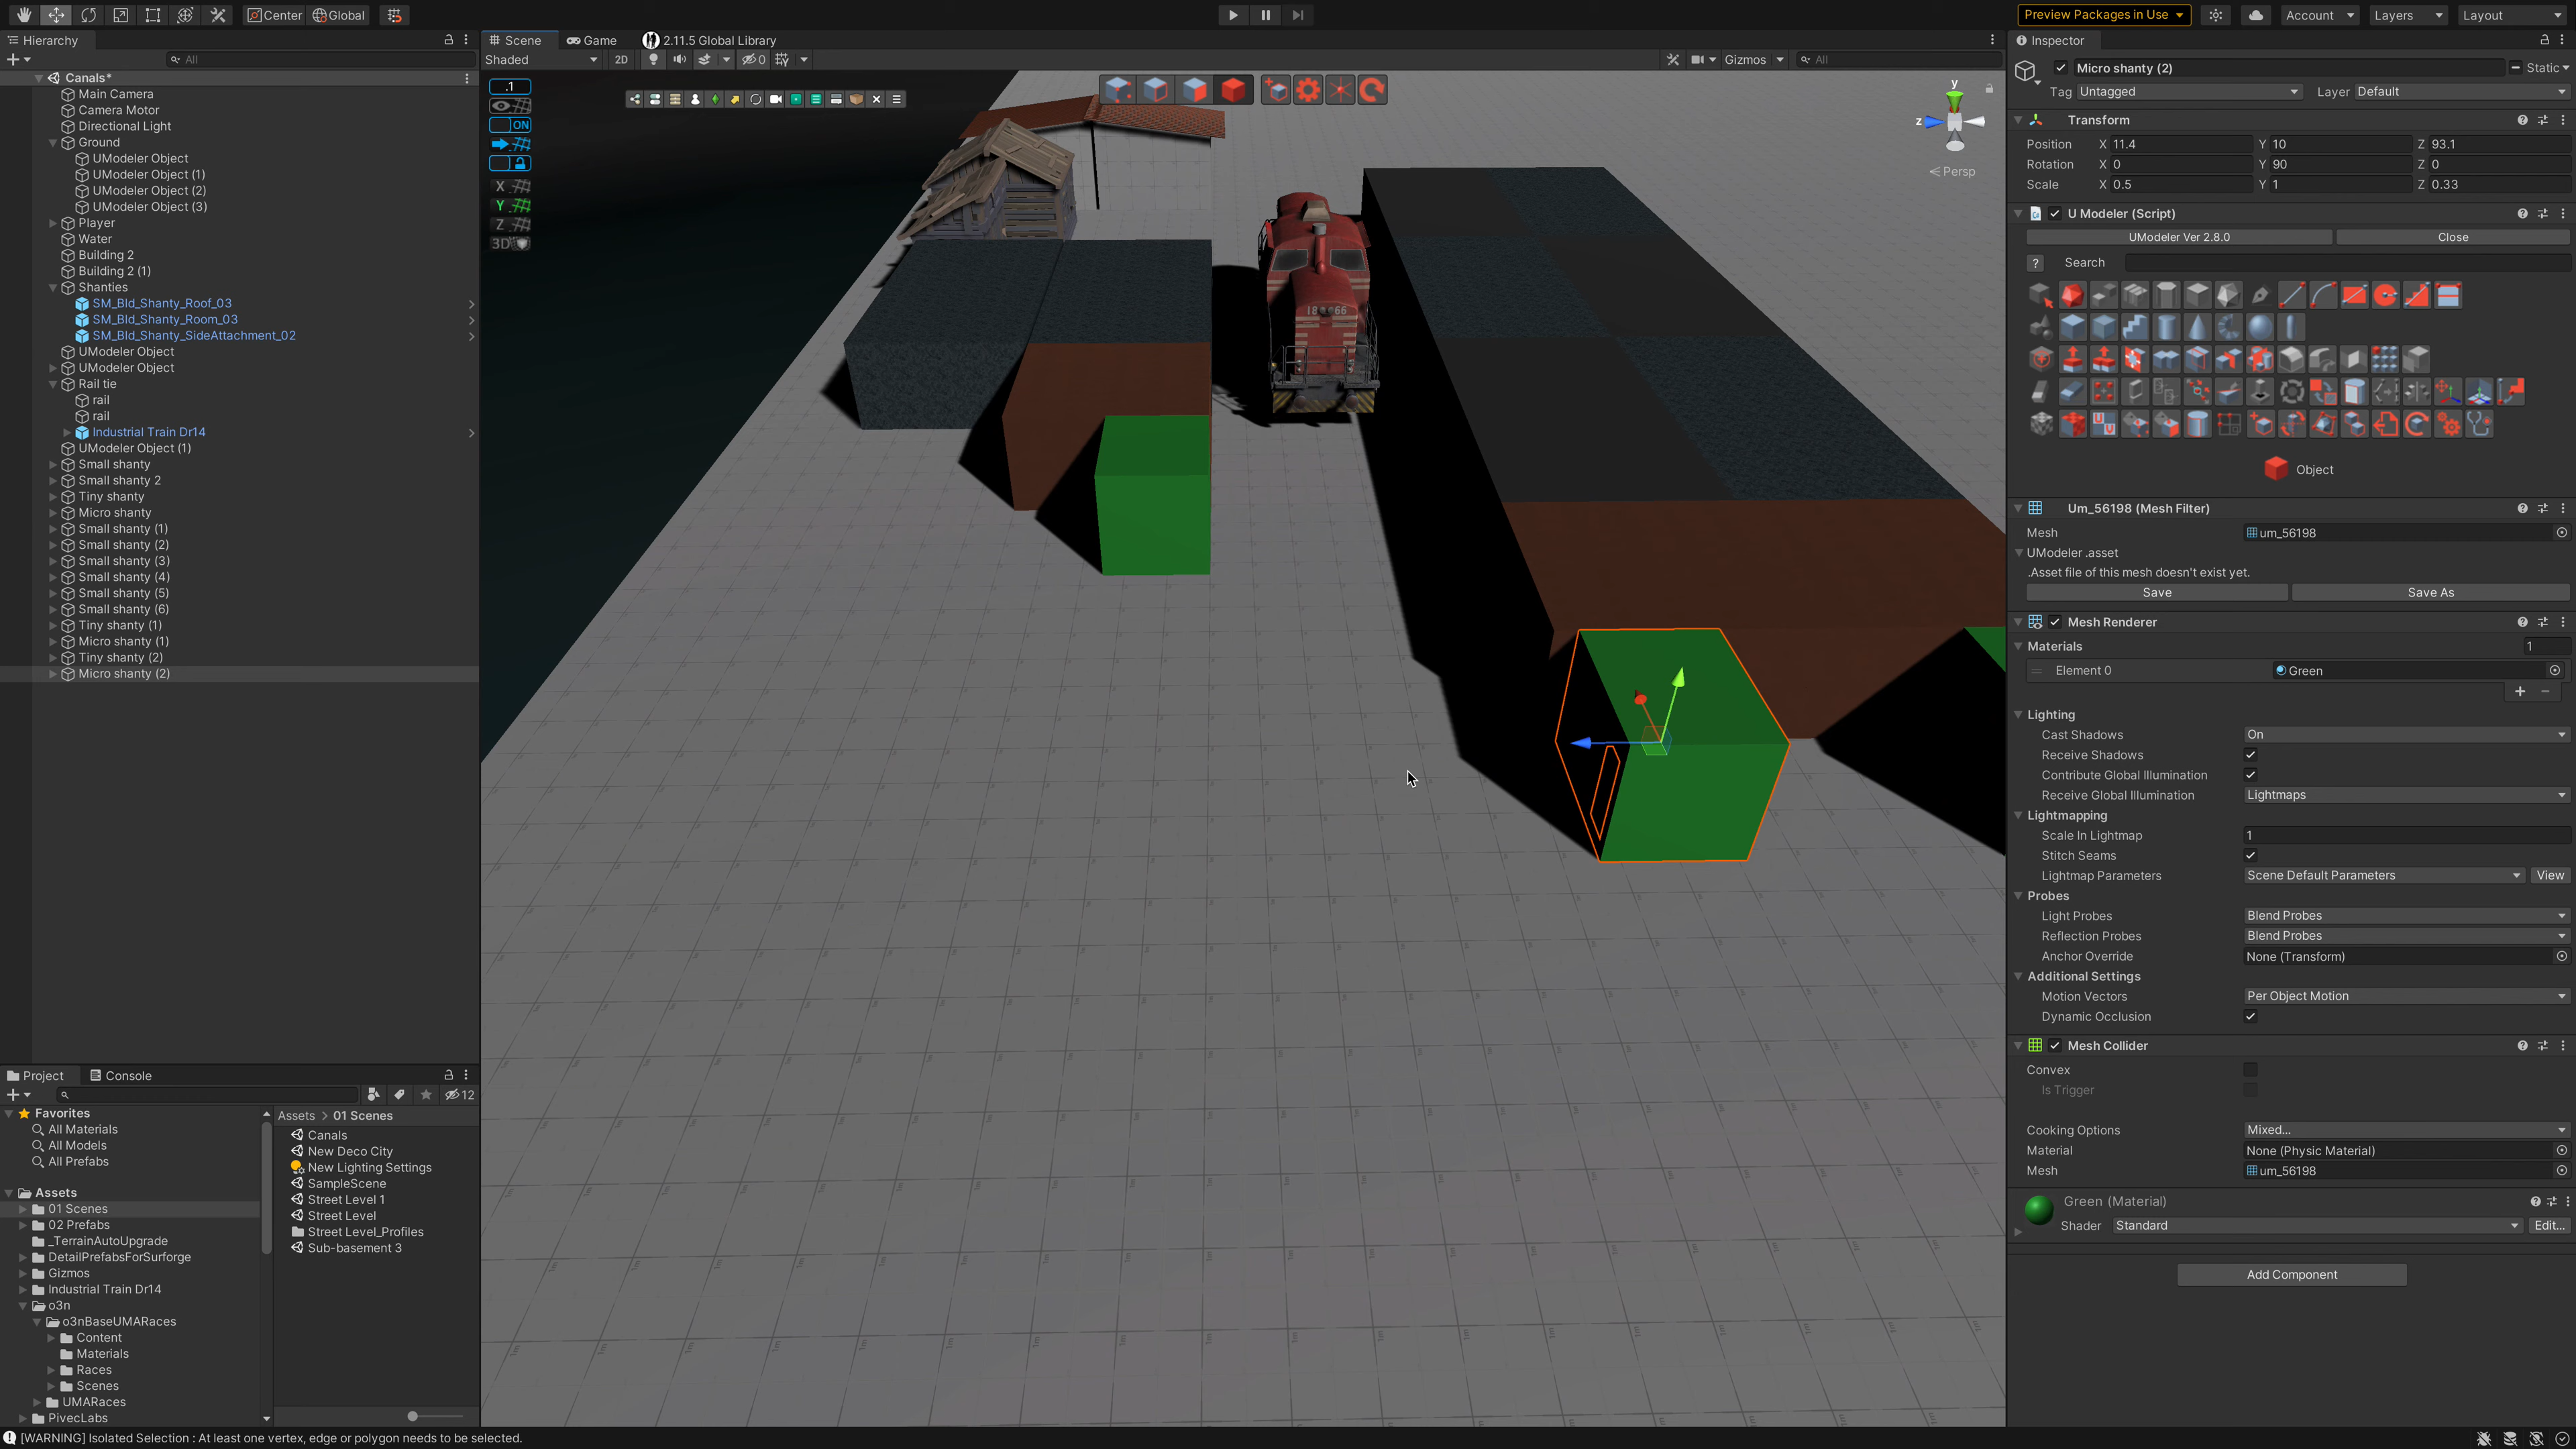 Center
Global
Preview Packages in Use
Account
Layers
Layout
Hierarchy
All
Canals*
Main Camera
Camera Motor
Directional Light
Ground
UModeler Object
UModeler Object (1)
UModeler Object (2)
UModeler Object (3)
Player
Water
Building 2
Building 2 (1)
Shanties
SM_Bld_Shanty_Roof_03
SM_Bld_Shanty_Room_03
SM_Bld_Shanty_SideAttachment_02
UModeler Object
UModeler Object
Rail tie
rail
rail
Industrial Train Dr14
UModeler Object (1)
Small shanty
Small shanty 2
Tiny shanty
Micro shanty
Small shanty (1)
Small shanty (2)
Small shanty (3)
Small shanty (4)
Small shanty (5)
Small shanty (6)
Tiny shanty (1)
Micro shanty (1)
Tiny shanty (2)
Micro shanty (2)
Scene
Game
2.11.5 Global Library
Shaded
2D
0
Gizmos
All
.1
ON
X
Y
Z
3D
y
z
Persp
Inspector
Micro shanty (2)
Static
Tag Untagged
Layer Default
Transform
Position X 11.4 Y 10 Z 93.1
Rotation X 0 Y 90 Z 0
Scale X 0.5 Y 1 Z 0.33
U Modeler (Script)
UModeler Ver 2.8.0
Close
? Search
Object
Um_56198 (Mesh Filter)
Mesh um_56198
UModeler .asset
.Asset file of this mesh doesn't exist yet.
Save
Save As
Mesh Renderer
Materials 1
Element 0 Green
Lighting
Cast Shadows On
Receive Shadows
Contribute Global Illumination
Receive Global Illumination Lightmaps
Lightmapping
Scale In Lightmap 1
Stitch Seams
Lightmap Parameters Scene Default Parameters View
Probes
Light Probes Blend Probes
Reflection Probes Blend Probes
Anchor Override None (Transform)
Additional Settings
Motion Vectors Per Object Motion
Dynamic Occlusion
Mesh Collider
Convex
Is Trigger
Cooking Options Mixed...
Material None (Physic Material)
Mesh um_56198
Green (Material)
Shader Standard Edit...
Add Component
Project
Console
12
Favorites
All Materials
All Models
All Prefabs
Assets
01 Scenes
02 Prefabs
_TerrainAutoUpgrade
DetailPrefabsForSurforge
Gizmos
Industrial Train Dr14
o3n
o3nBaseUMARaces
Content
Materials
Races
Scenes
UMARaces
PivecLabs
Assets > 01 Scenes
Canals
New Deco City
New Lighting Settings
SampleScene
Street Level 1
Street Level
Street Level_Profiles
Sub-basement 3
[WARNING] Isolated Selection : At least one vertex, edge or polygon needs to be selected.